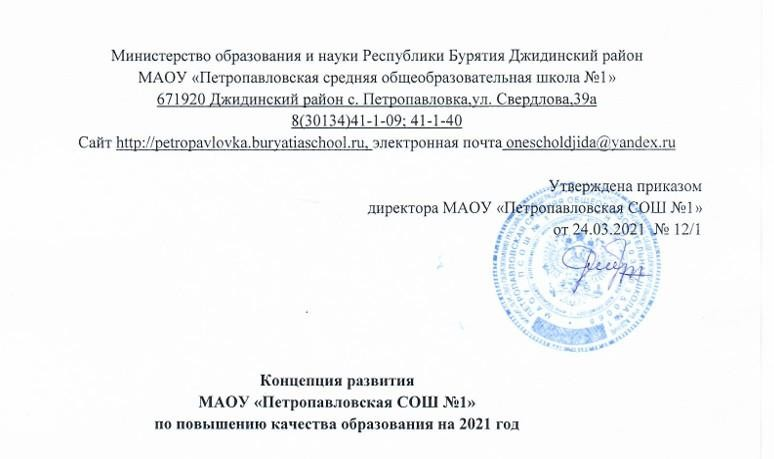 Министерство образования и науки Республики Бурятия Джидинский район
МАОУ «Петропавловская средняя общеобразовательная школа №1»
671920 Джидинский район с. Петропавловка,ул. Свердлова,39а
8(30134)41-1-09; 41-1-40
Сайт http://petropavlovka.buryatiaschool.ru, электронная почта onescholdjida@yandex.ru
Утверждена приказом
директора МАОУ «Петропавловская СОШ №1»
от 24.03.2021 № 12/1
Концепция развития
МАОУ «Петропавловская СОШ №1»
по повышению качества образования на 2021 год